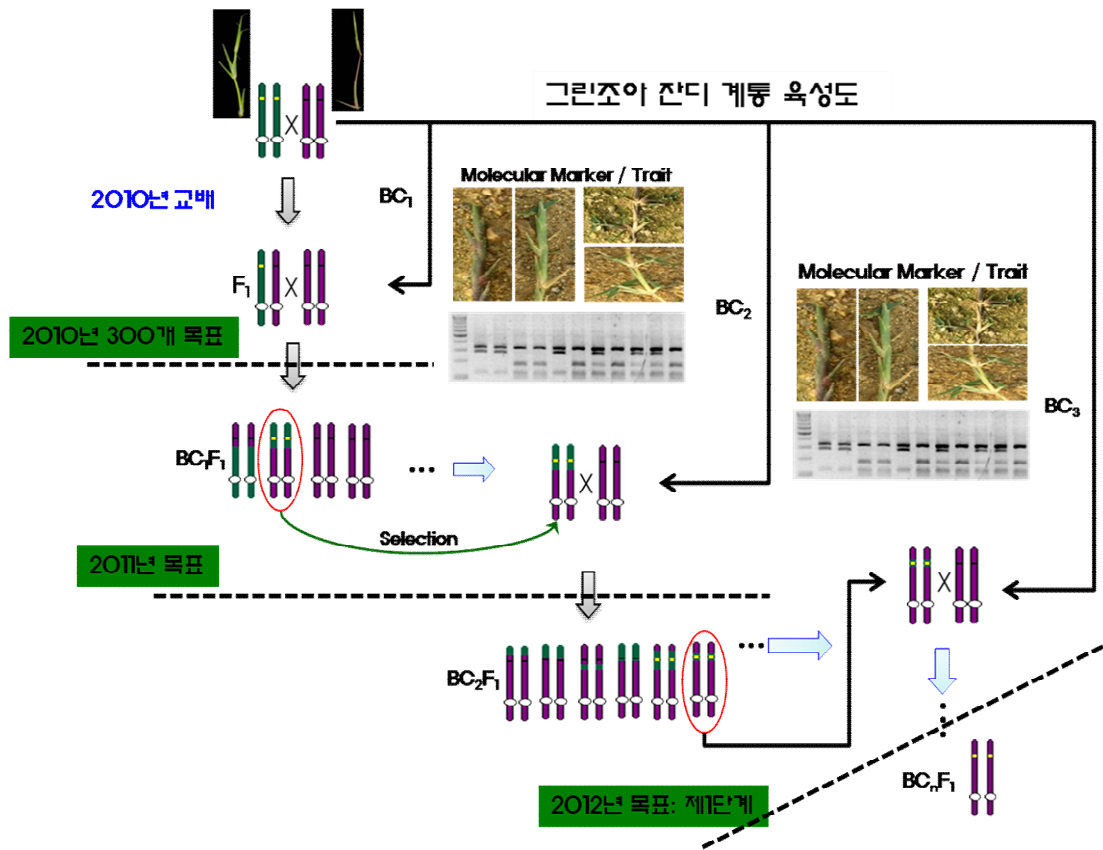 그린조아 잔디 계통 육성도
X
2010년 교배
BC1
Molecular Marker / Trait
F1
X
2010년 300개 목표
BC2
Molecular Marker / Trait
BC3
BC1F1
...
X
Selection
2011년 목표
X
BC2F1
...
BCnF1
2012년 목표: 제1단계